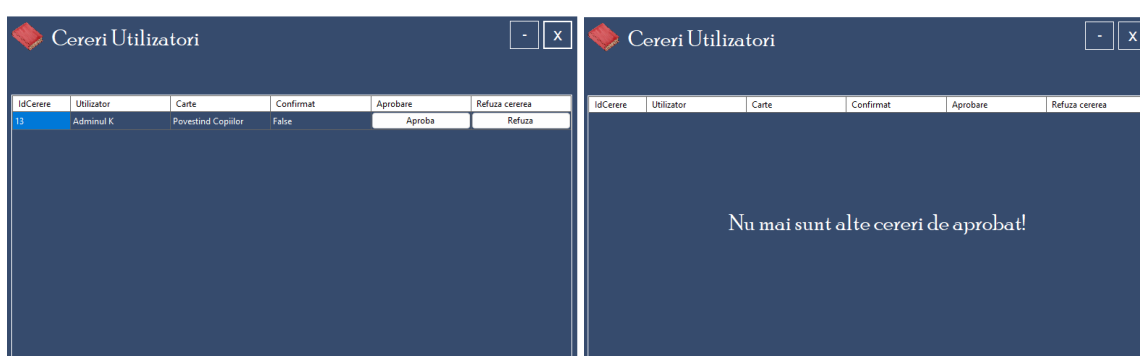 Cereri Utilizatori - X
IdCerere Utilizator Carte Confirmat Aprobare Refuza cererea
13 Adminul K Povestind Copiilor False Aproba Refuza
Cereri Utilizatori - X
IdCerere Utilizator Carte Confirmat Aprobare Refuza cererea
Nu mai sunt alte cereri de aprobat!